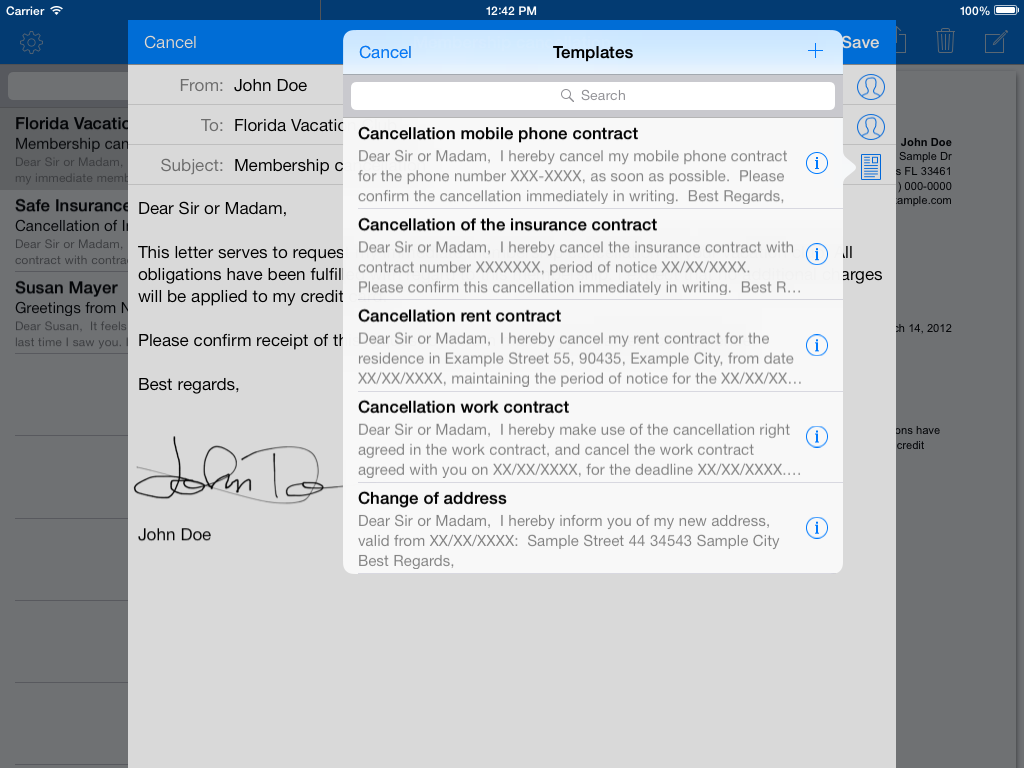 Carrier
12:42 PM
100%
Cancel
Save
From: John Doe
To: Florida Vacatio
Subject: Membership c
Dear Sir or Madam,
This letter serves to reques
All
obligations have been fulfill
charges
will be applied to my credit
Please confirm receipt of th
Best regards,
John Do
John Doe
Cancel
Templates
Search
Cancellation mobile phone contract
Dear Sir or Madam,  I hereby cancel my mobile phone contract
for the phone number XXX-XXXX, as soon as possible.  Please
confirm the cancellation immediately in writing.  Best Regards,
Cancellation of the insurance contract
Dear Sir or Madam,  I hereby cancel the insurance contract with
contract number XXXXXXX, period of notice XX/XX/XXXX.
Please confirm this cancellation immediately in writing.  Best R…
Cancellation rent contract
Dear Sir or Madam,  I hereby cancel my rent contract for the
residence in Example Street 55, 90435, Example City, from date
XX/XX/XXXX, maintaining the period of notice for the XX/XX/XX…
Cancellation work contract
Dear Sir or Madam,  I hereby make use of the cancellation right
agreed in the work contract, and cancel the work contract
agreed with you on XX/XX/XXXX, for the deadline XX/XX/XXXX.…
Change of address
Dear Sir or Madam,  I hereby inform you of my new address,
valid from XX/XX/XXXX:  Sample Street 44 34543 Sample City
Best Regards,
Florida Vacatio
Membership can
Dear Sir or Madam,
my immediate memb
Safe Insurance
Cancellation of I
Dear Sir or Madam,
contract with contrac
Susan Mayer
Greetings from N
Dear Susan,  It feels
last time I saw you. I
John Doe
Sample Dr
s FL 33461
) 000-0000
ample.com
ch 14, 2012
ons have
credit